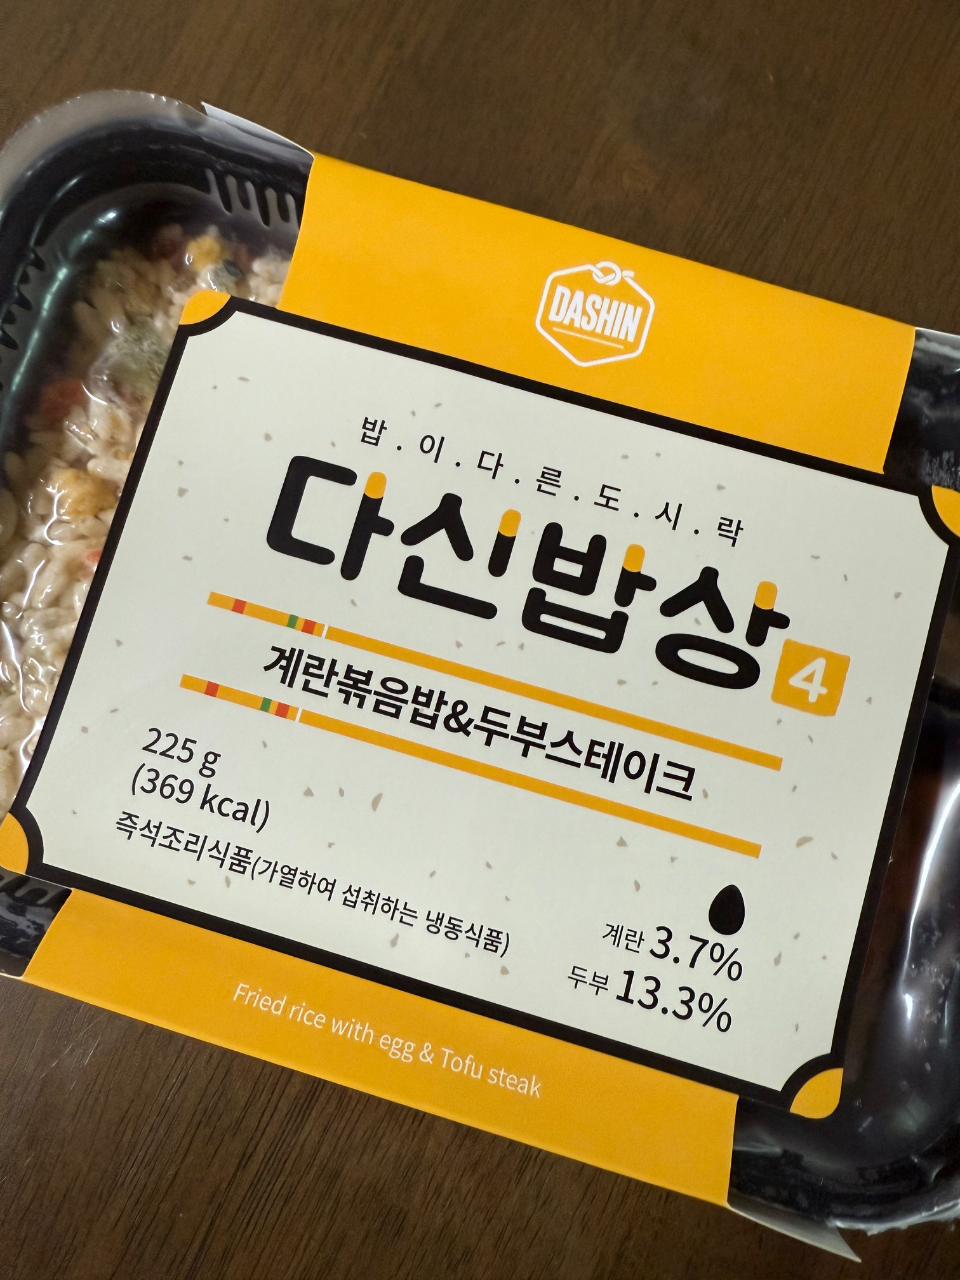 DASHIN
밥.이.다.른.도.시.락
다신밥상 4
계란볶음밥&두부스테이크
225 g
(369 kcal)
즉석조리식품(가열하여 섭취하는 냉동식품)
계란 3.7%
두부 13.3%
Fried rice with egg & Tofu steak